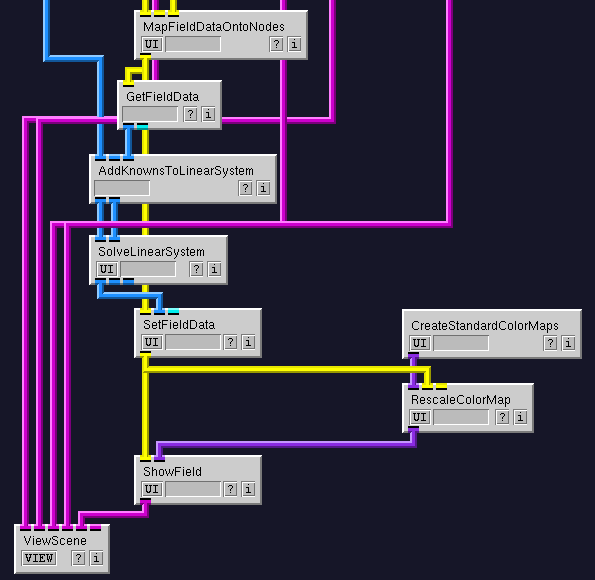 MapFieldDataOntoNodes
UI ? i
GetFieldData
? i
AddKnownsToLinearSystem
? i
SolveLinearSystem
UI ? i
SetFieldData
UI ? i
CreateStandardColorMaps
UI ? i
RescaleColorMap
UI ? i
ShowField
UI ? i
ViewScene
VIEW ? i